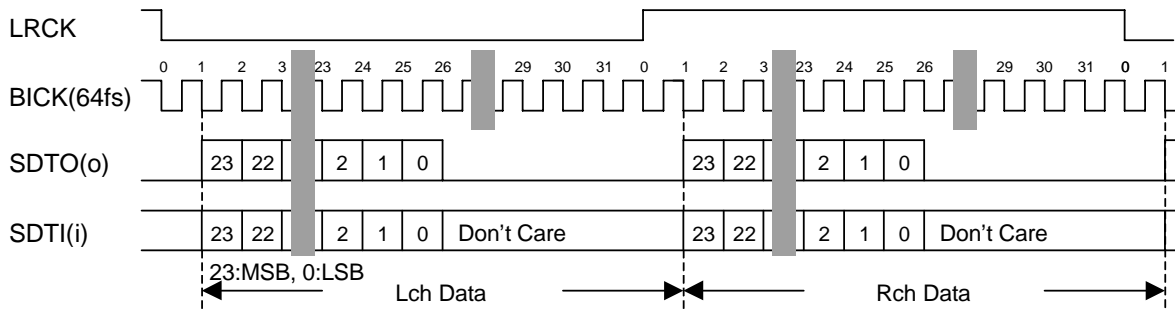 LRCK
0 1 2 3 23 24 25 26 29 30 31 0 1 2 3 23 24 25 26 29 30 31 0 1
BICK(64fs)
SDTO(o) 23 22 2 1 0 23 22 2 1 0
SDTI(i) 23 22 2 1 0 Don't Care 23 22 2 1 0 Don't Care
23:MSB, 0:LSB
Lch Data Rch Data